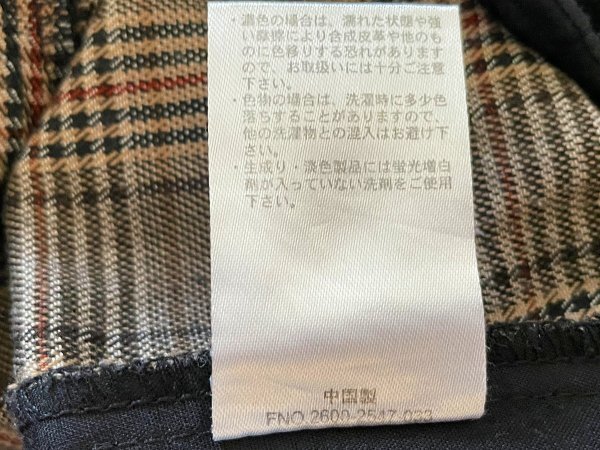 ・濃色の場合は、濡れた状態や強
い摩擦により合成皮革や他のも
のに色移りする恐れがあります
ので、お取扱いには十分ご注意
下さい。
・色物の場合は、洗濯時に多少色
落ちすることがありますので、
他の洗濯物との混入はお避け下
さい。
・生成り・淡色製品には蛍光増白
剤が入っていない洗剤をご使用
下さい。
中国製
FNO.2600-2547-033